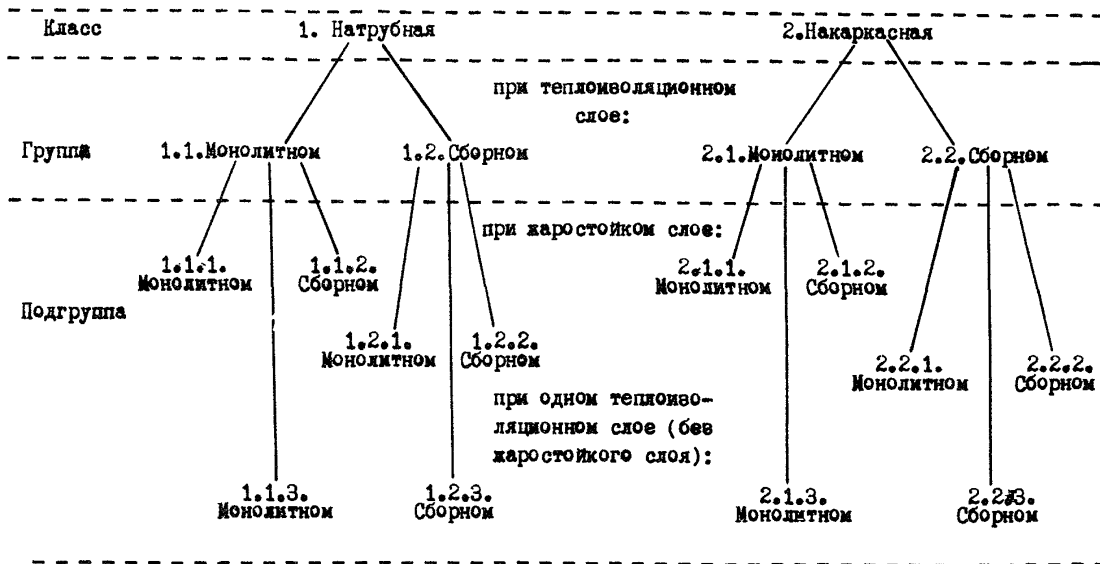 Класс 1. Натрубная 2.Накаркасная
при теплоизоляционном
слое:
Группа 1.1.Монолитном 1.2.Сборном 2.1.Монолитном 2.2.Сборном
при жаростойком слое:
1.1.1. 1.1.2. 2.1.1. 2.1.2.
Монолитном Сборном Монолитном Сборном
Подгруппа
1.2.1. 1.2.2. 2.2.1. 2.2.2.
Монолитном Сборном Монолитном Сборном
при одном теплоизо-
ляционном слое (без
жаростойкого слоя):
1.1.3. 1.2.3. 2.1.3. 2.2.3.
Монолитном Сборном Монолитном Сборном